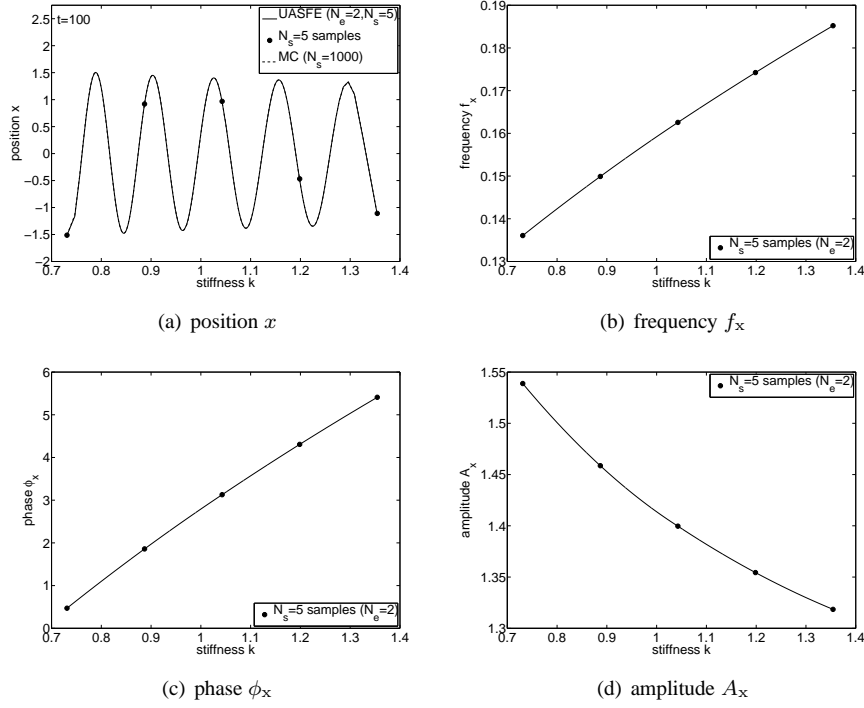 2.5
2
1.5
1
0.5
0
−0.5
−1
−1.5
−2
0.7 0.8 0.9 1 1.1 1.2 1.3 1.4
position x
stiffness k
t=100
UASFE (N_e=2,N_s=5)
N_s=5 samples
MC (N_s=1000)
(a) position x
0.19
0.18
0.17
0.16
0.15
0.14
0.13
0.7 0.8 0.9 1 1.1 1.2 1.3 1.4
frequency f_x
stiffness k
N_s=5 samples (N_e=2)
(b) frequency f_x
6
5
4
3
2
1
0
0.7 0.8 0.9 1 1.1 1.2 1.3 1.4
phase ϕ_x
stiffness k
N_s=5 samples (N_e=2)
(c) phase ϕ_x
1.55
1.5
1.45
1.4
1.35
1.3
0.7 0.8 0.9 1 1.1 1.2 1.3 1.4
amplitude A_x
stiffness k
N_s=5 samples (N_e=2)
(d) amplitude A_x